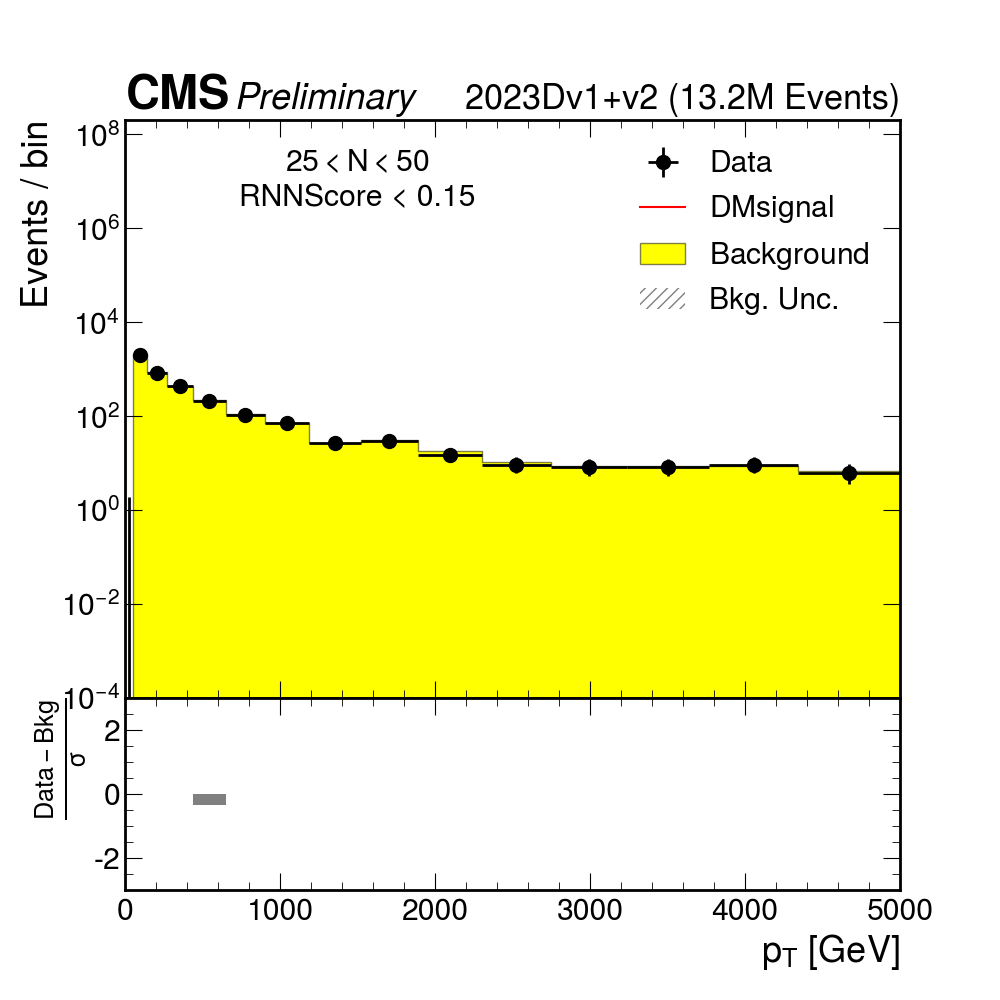 CMS Preliminary 2023Dv1+v2 (13.2M Events)
Events / bin
10^8
10^6
10^4
10^2
10^0
10^−2
10^−4
25 < N < 50
RNNScore < 0.15
Data
DMsignal
Background
Bkg. Unc.
Data − Bkg
σ
2
0
-2
0 1000 2000 3000 4000 5000
p_T [GeV]